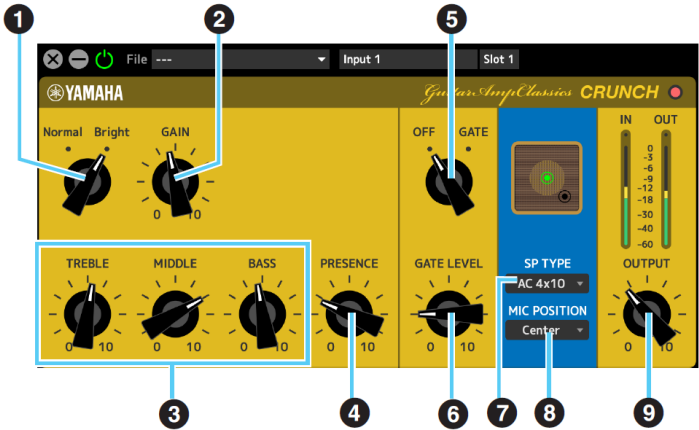 1
2
5
File ---
Input 1
Slot 1
YAMAHA
GuitarAmpClassics CRUNCH
Normal Bright
GAIN
0 10
OFF GATE
IN OUT
0
-3
-6
-9
-12
-18
-30
-40
-60
TREBLE
0 10
MIDDLE
0 10
BASS
0 10
PRESENCE
0 10
GATE LEVEL
0 10
SP TYPE
AC 4x10
MIC POSITION
Center
OUTPUT
0 10
3
4
6
7
8
9